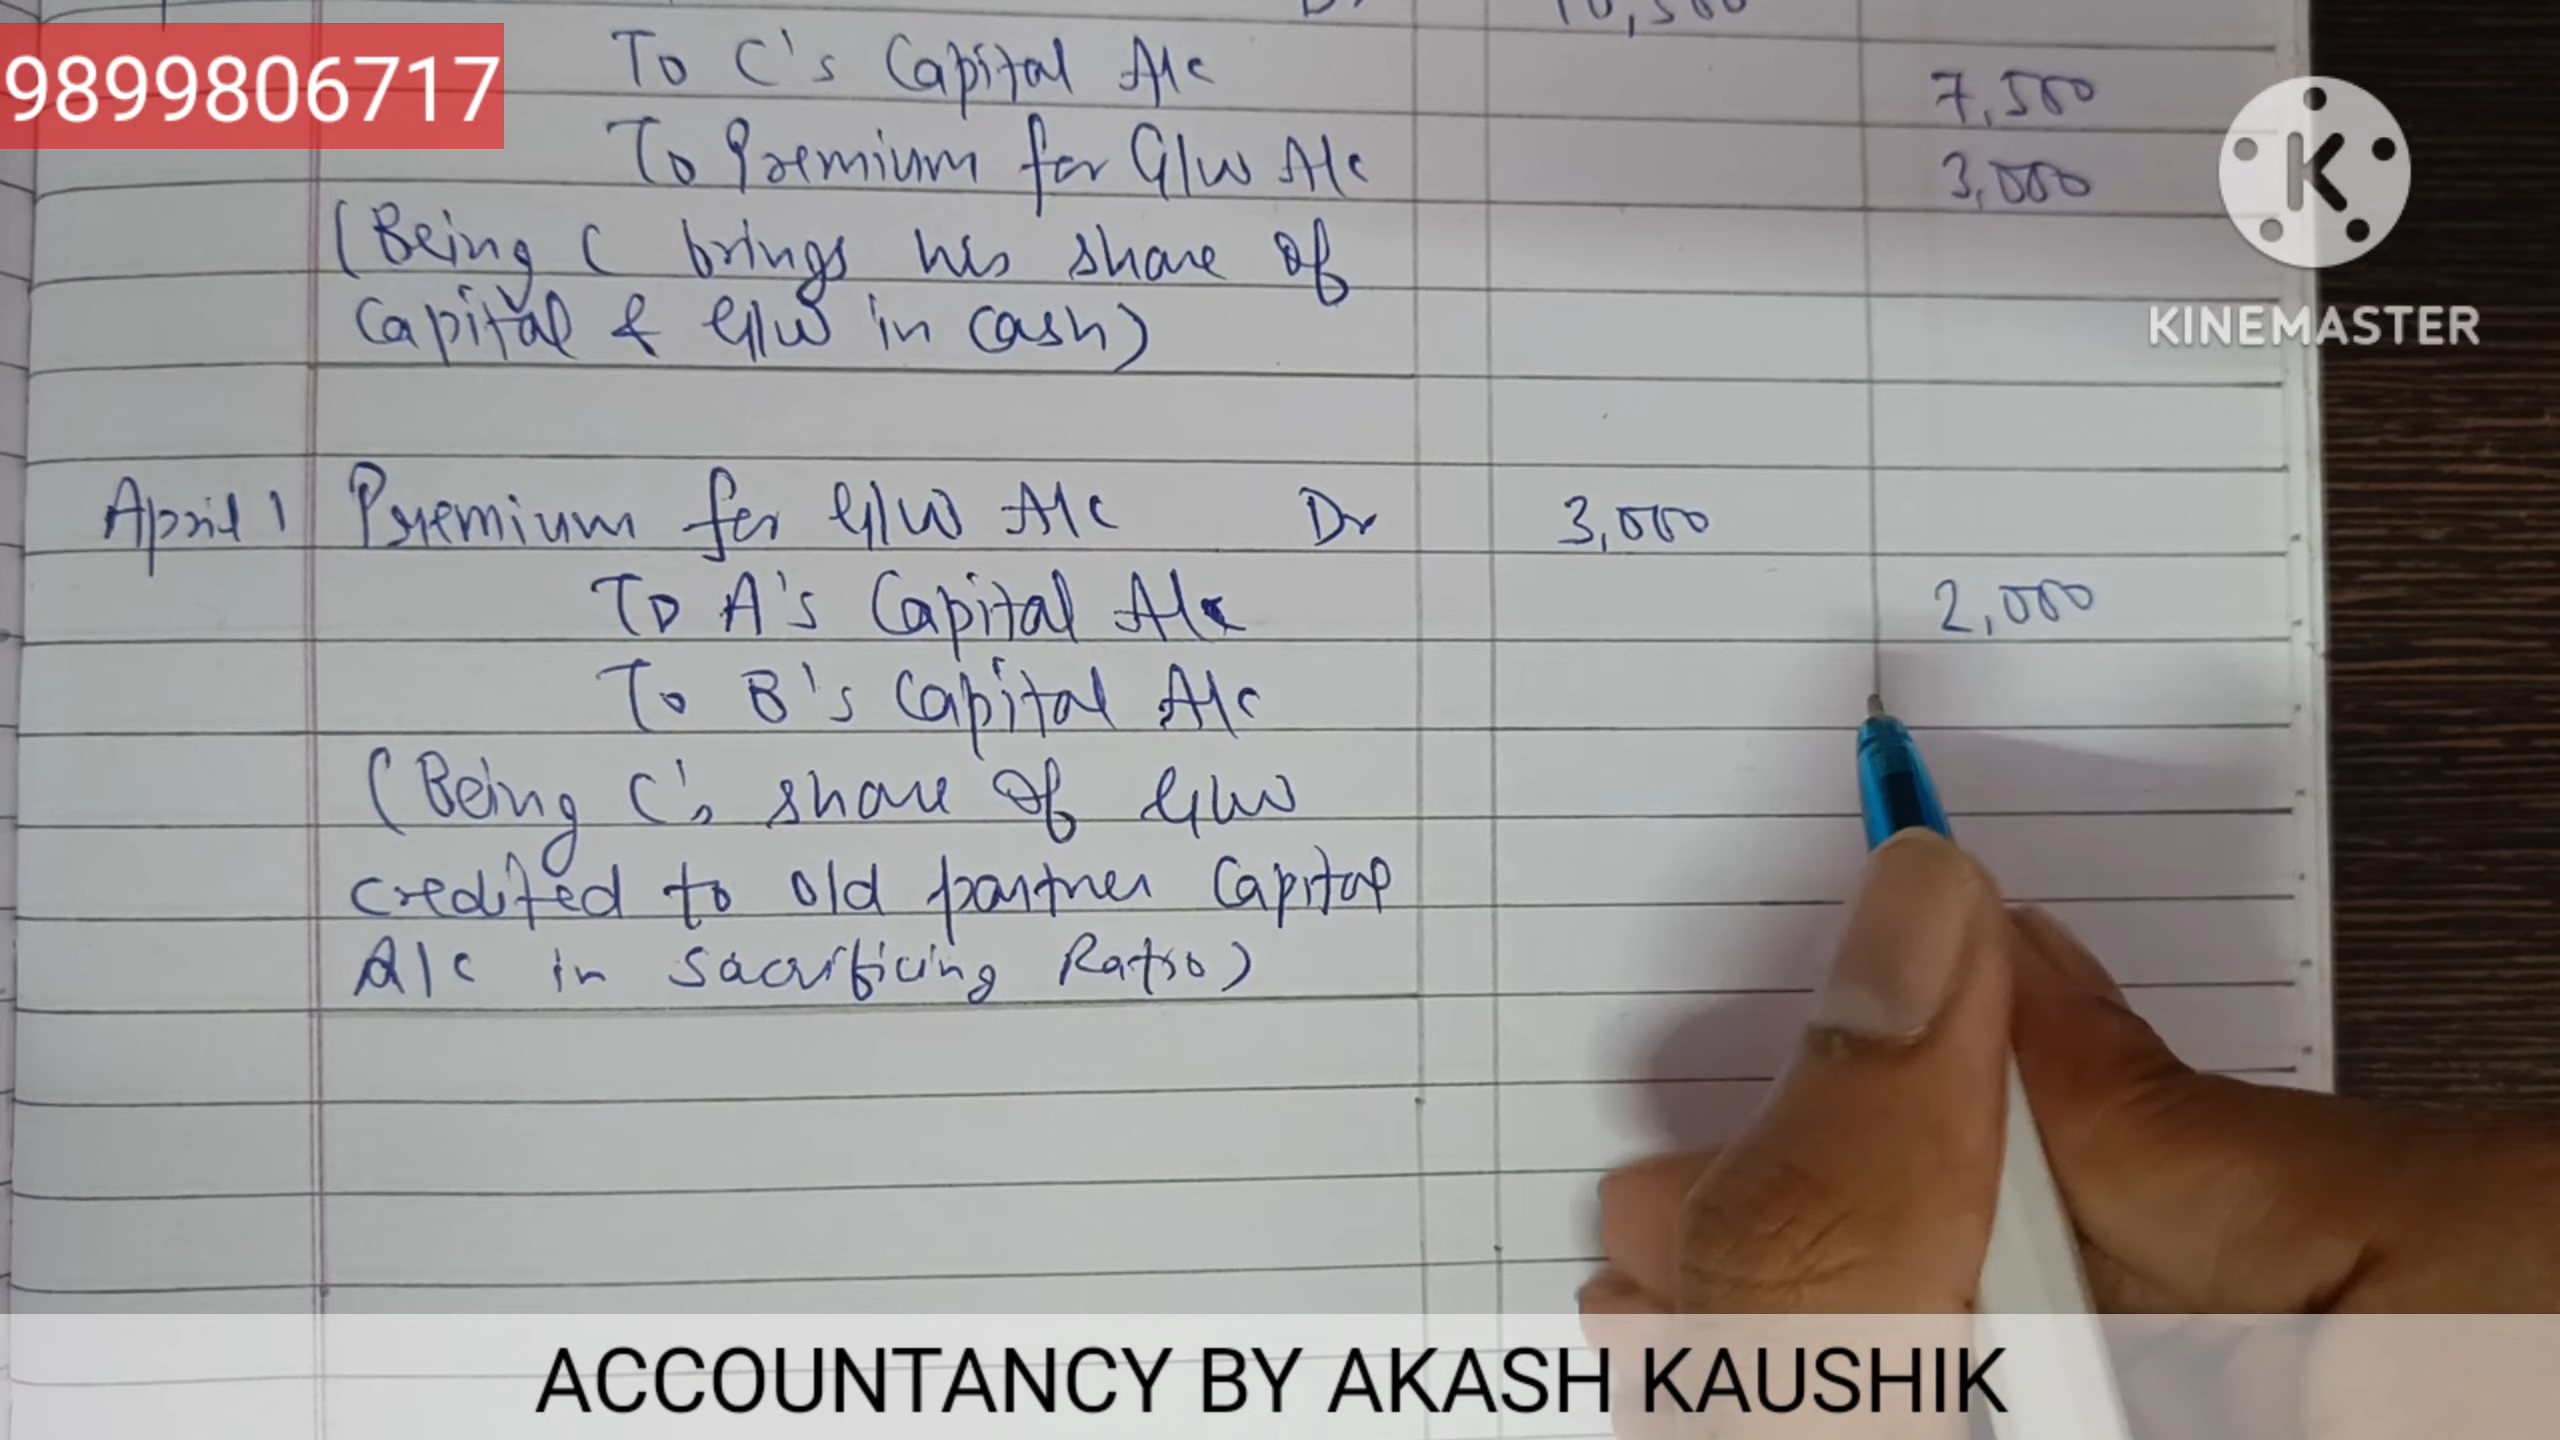 9899806717
10,500
To C's Capital A/c 7,500
To Premium for G/W A/c 3,000
(Being C brings his share of
Capital & G/W in Cash)
KINEMASTER
April 1 Premium for G/W A/c Dr 3,000
To A's Capital A/c 2,000
To B's Capital A/c
(Being C's share of G/W
credited to old partner Capital
A/c in Sacrificing Ratio)
ACCOUNTANCY BY AKASH KAUSHIK